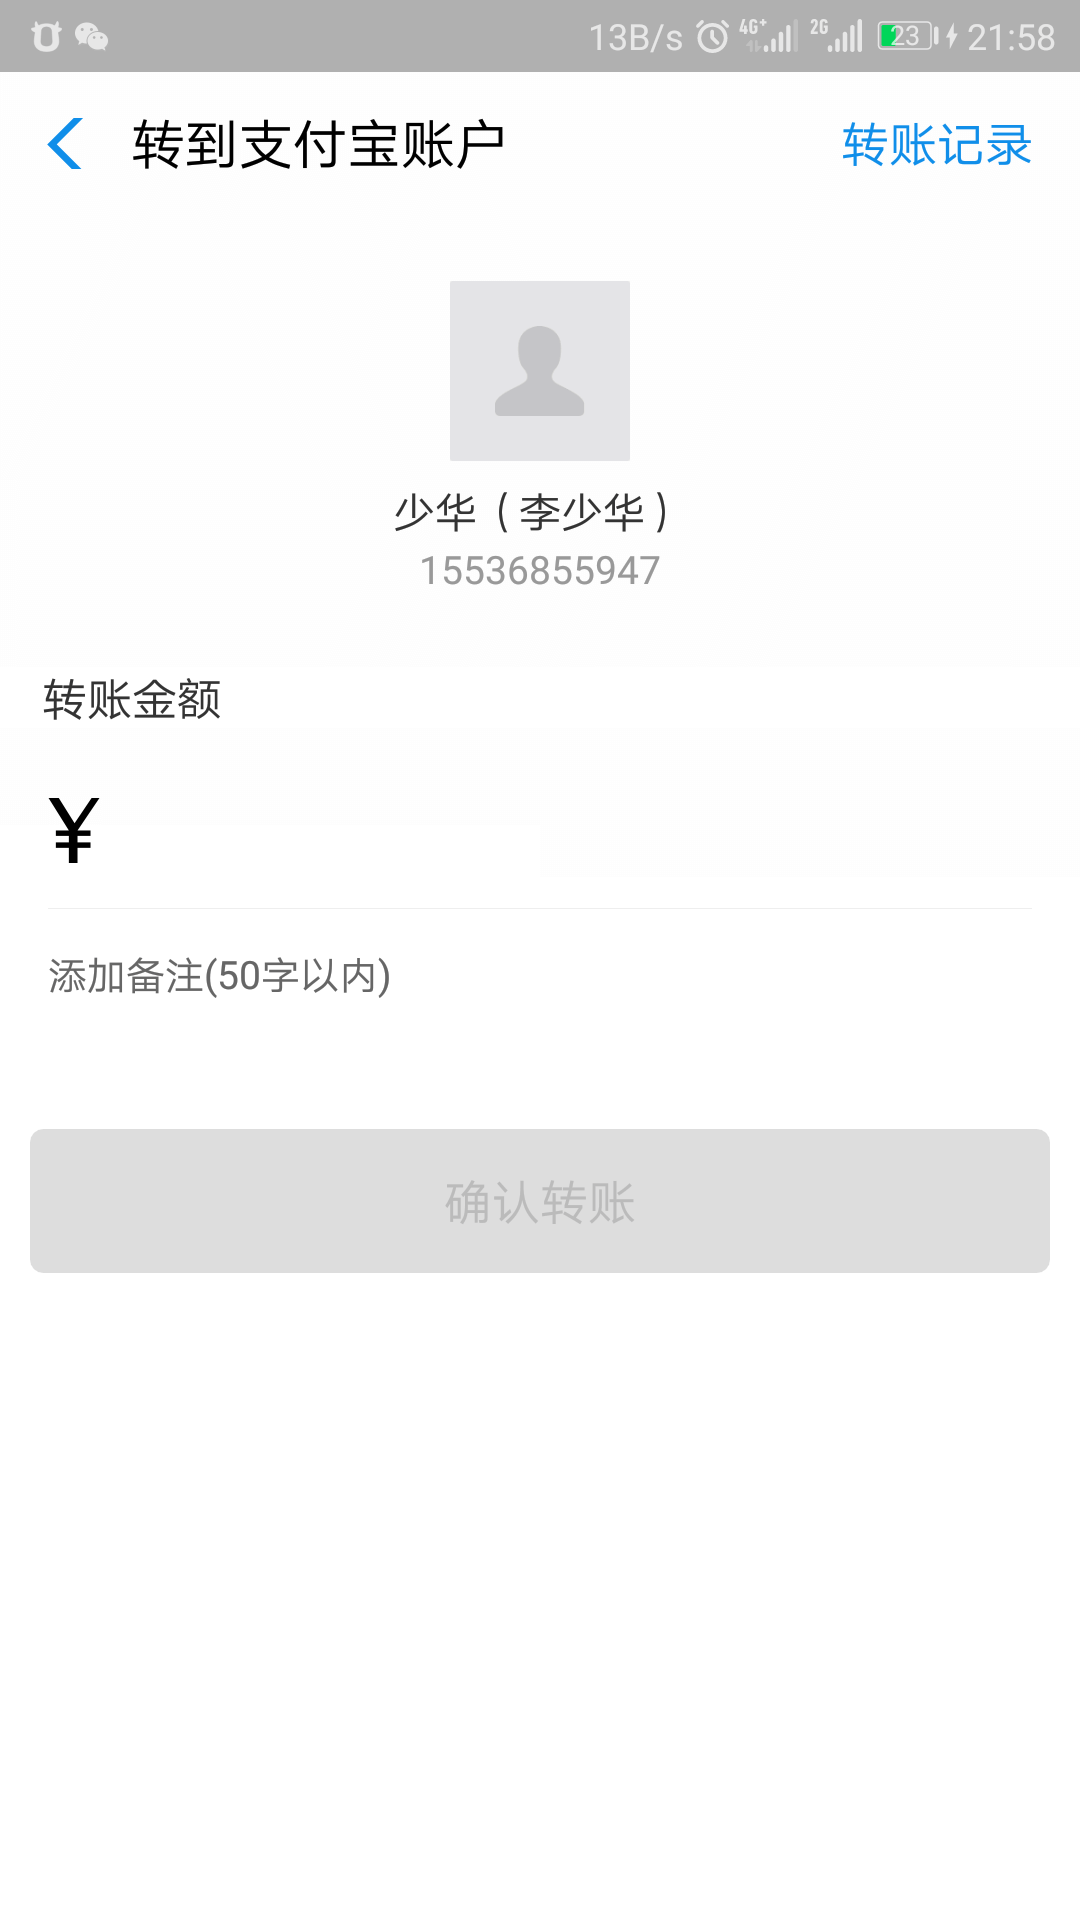 13B/s 4G+ 2G 23 21:58
转到支付宝账户 转账记录
少华（李少华）
15536855947
转账金额
¥
添加备注(50字以内)
确认转账